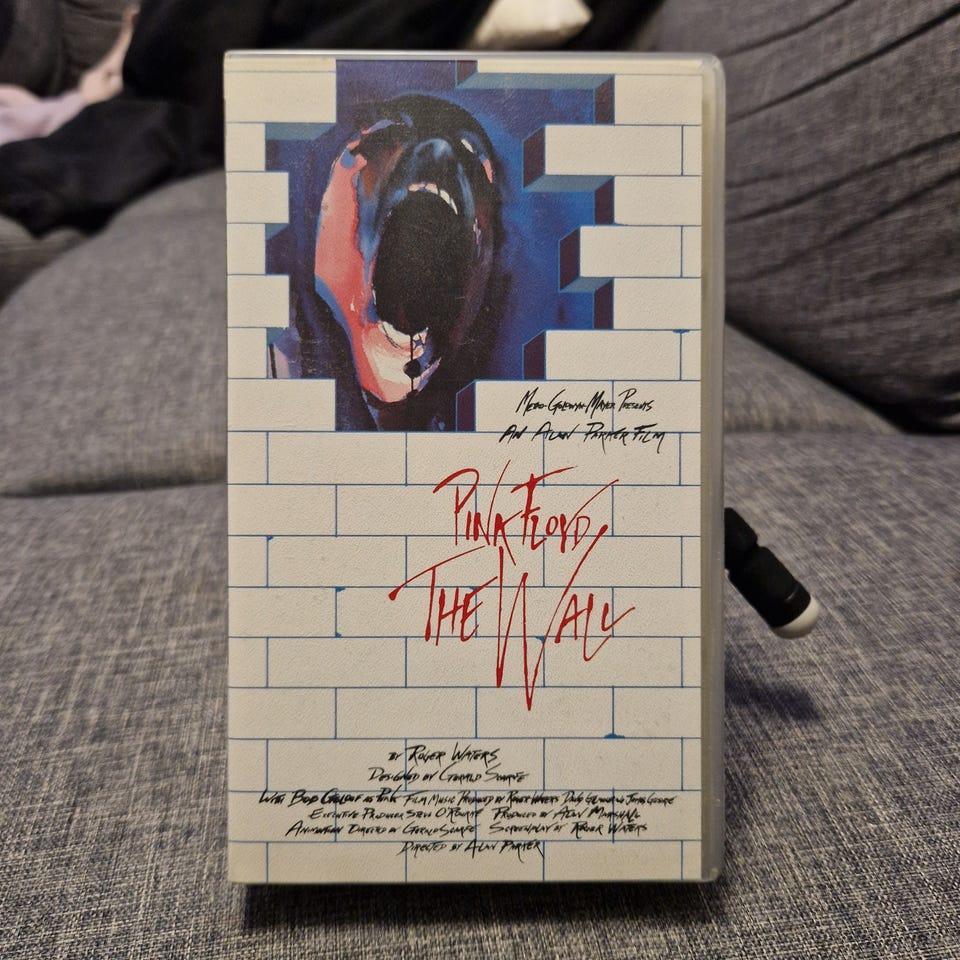 Metro-Goldwyn-Mayer Presents
An Alan Parker Film
Pink Floyd
The Wall
by Roger Waters
Designed by Gerald Scarfe
With Bob Geldof as Pink Film Music Produced by Roger Waters David Gilmour and James Guthrie
Executive Producer Steve O'Rourke Produced by Alan Marshall
Animation Directed by Gerald Scarfe Screenplay by Roger Waters
Directed by Alan Parker